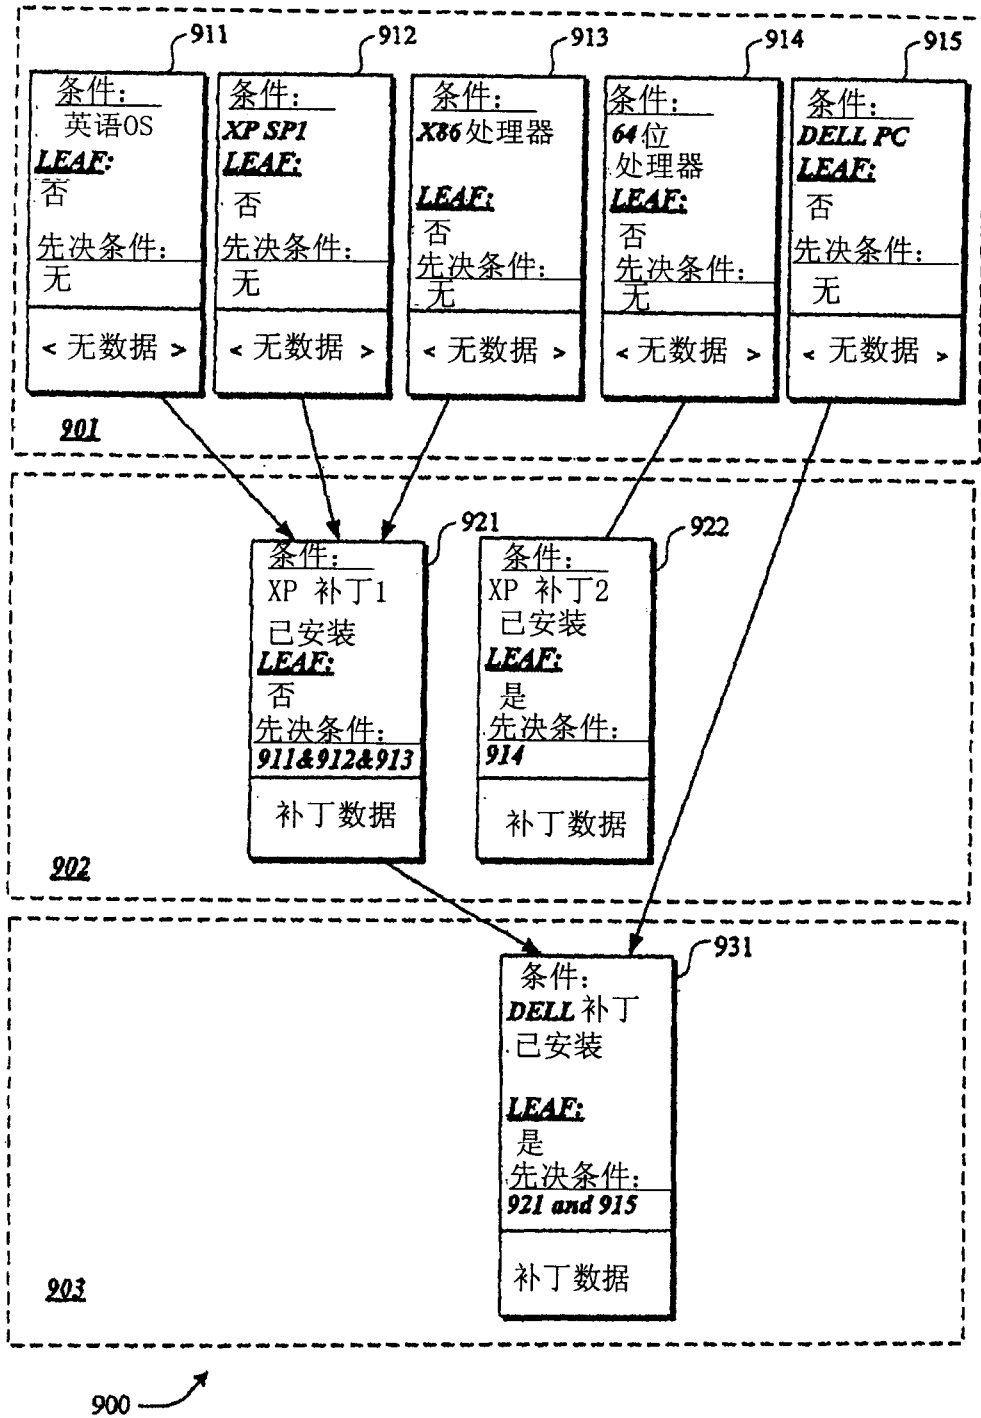 911
912
913
914
915
条件：
英语OS
LEAF:
否
先决条件：
无
< 无数据 >
条件：
XP SP1
LEAF:
否
先决条件：
无
< 无数据 >
条件：
X86处理器
LEAF:
否
先决条件：
无
< 无数据 >
条件：
64位
处理器
LEAF:
否
先决条件：
无
< 无数据 >
条件：
DELL PC
LEAF:
否
先决条件：
无
< 无数据 >
901
921
922
条件：
XP 补丁1
已安装
LEAF:
否
先决条件：
911&912&913
补丁数据
条件：
XP 补丁2
已安装
LEAF:
是
先决条件：
914
补丁数据
902
931
条件：
DELL补丁
已安装
LEAF:
是
先决条件：
921 and 915
补丁数据
903
900